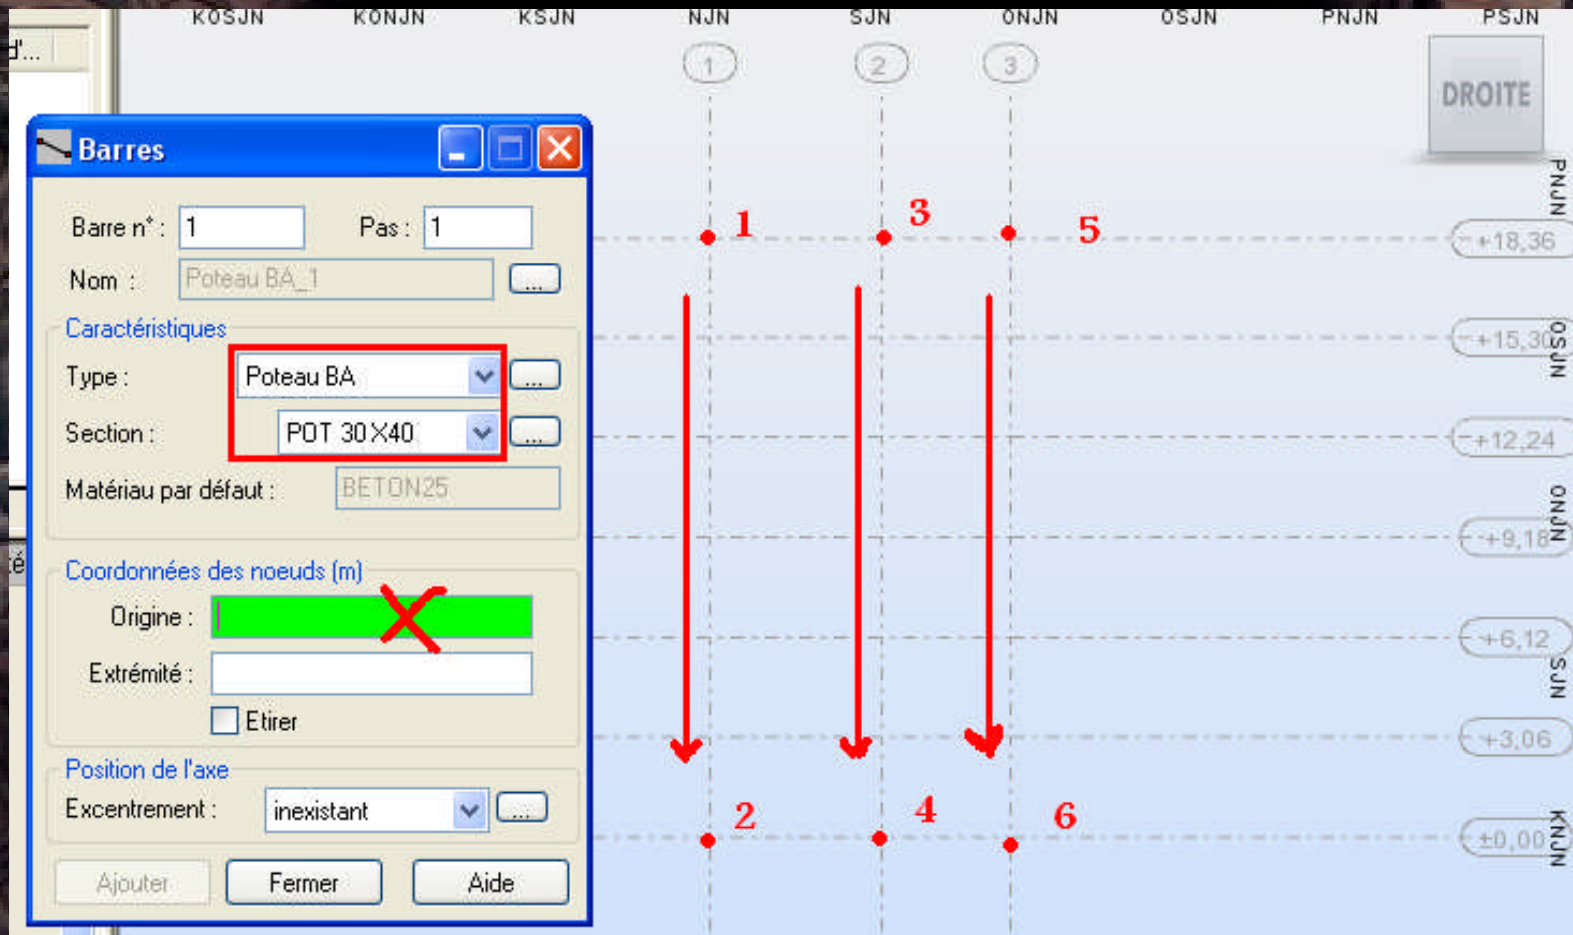 KOSJN KONJN KSJN NJN SJN ONJN OSJN PNJN PSJN
d'...
1 2 3
DROITE
Barres
Barre n° : 1 Pas : 1
Nom : Poteau BA_1 ...
Caractéristiques
Type : Poteau BA ...
Section : POT 30X40 ...
Matériau par défaut : BETON25
Coordonnées des noeuds (m)
Origine :
Extrémité :
Etirer
Position de l'axe
Excentrement : inexistant ...
Ajouter Fermer Aide
1 3 5
2 4 6
PNJN
+18,36
+15,30
OSJN
+12,24
ONJN
+9,18
+6,12
SJN
+3,06
±0,00
KNJN